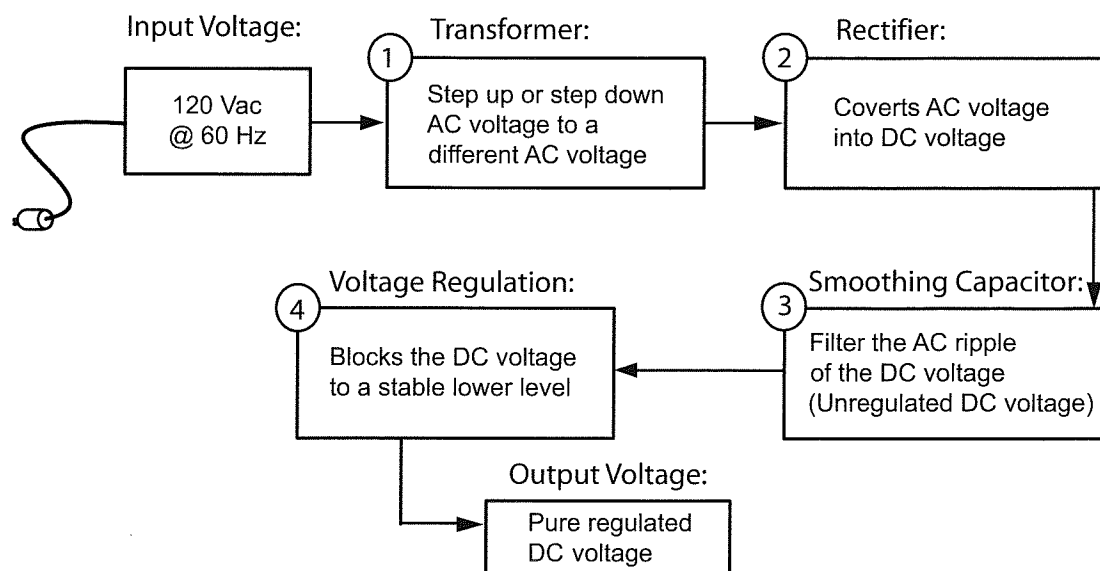 Input Voltage:
120 Vac
@ 60 Hz
1
Transformer:
Step up or step down
AC voltage to a
different AC voltage
2
Rectifier:
Coverts AC voltage
into DC voltage
Smoothing Capacitor:
3
Filter the AC ripple
of the DC voltage
(Unregulated DC voltage)
Voltage Regulation:
4
Blocks the DC voltage
to a stable lower level
Output Voltage:
Pure regulated
DC voltage